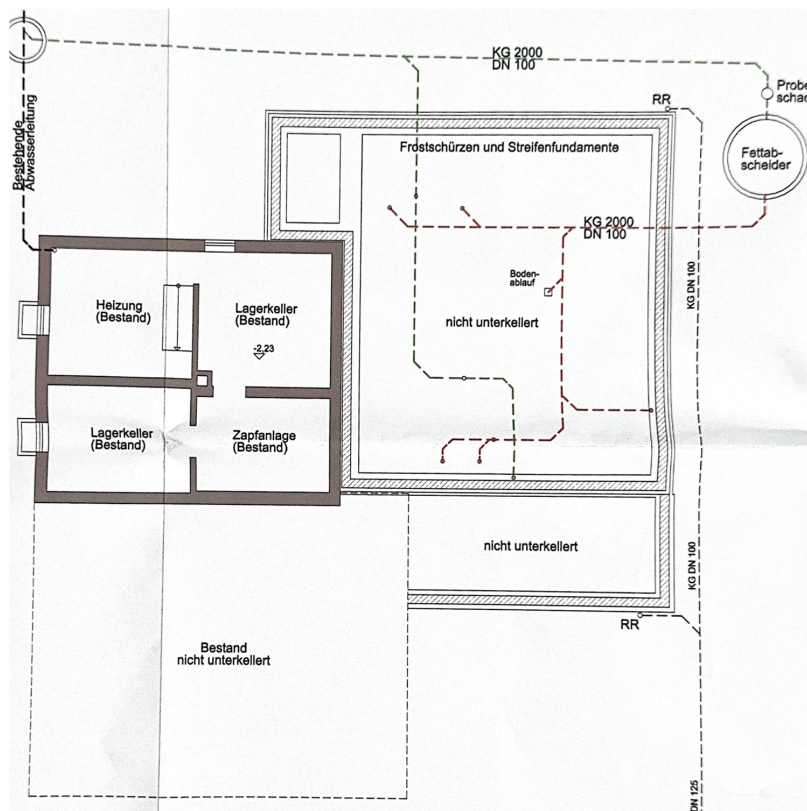 KG 2000
DN 100
Probe
schac
RR
Bestehende
Abwasserleitung
Frostschürzen und Streifenfundamente
Fettab-
scheider
KG 2000
DN 100
Boden-
ablauf
KG DN 100
Heizung
(Bestand)
Lagerkeller
(Bestand)
nicht unterkellert
-2,23
Lagerkeller
(Bestand)
Zapfanlage
(Bestand)
nicht unterkellert
KG DN 100
RR
Bestand
nicht unterkellert
DN 125